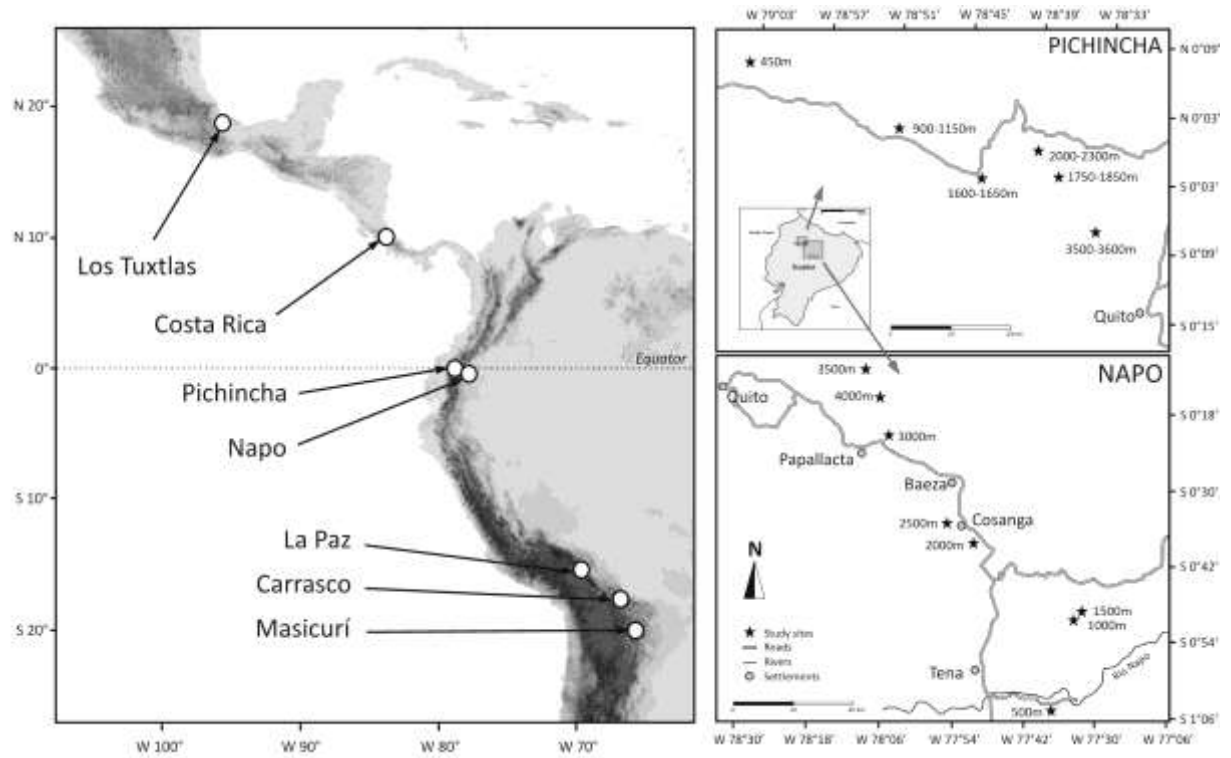 N 20°
N 10°
0°
S 10°
S 20°
W 100
W 90
W 80
W 70
Los Tuxtlas
Costa Rica
Equator
Pichincha
Napo
La Paz
Carrasco
Masicurí
W 79°03'
W 78°57'
W 78°51'
W 78°45'
W 78°39'
W 78°33'
PICHINCHA
N 0°09'
450m
N 0°03'
900-1150m
2000-2300m
1750-1850m
S 0°03'
1600-1650m
3500-3600m
S 0°09'
Quito
S 0°15'
NAPO
3500m
Quito
4000m
S 0°18'
3000m
Papallacta
Baeza
S 0°30'
2500m
Cosanga
2000m
N
S 0°42'
1500m
1000m
Study sites
Roads
Rivers
Settlements
S 0°54'
Tena
Río Napo
500m
S 1°06'
W 78°30'
W 78°18'
W 78°06'
W 77°54'
W 77°42'
W 77°30'
W 77°06'